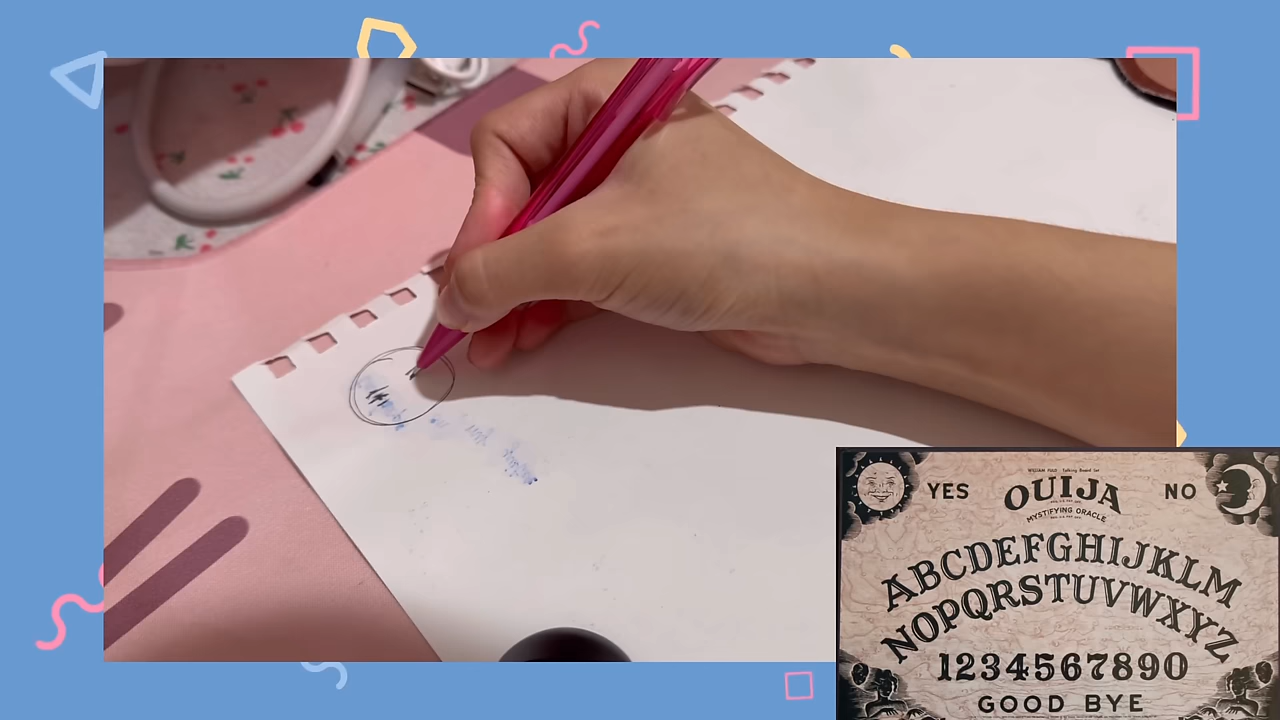 YES
OUIJA
NO
MYSTIFYING ORACLE
ABCDEFGHIJKLM
NOPQRSTUVWXYZ
1234567890
GOOD BYE